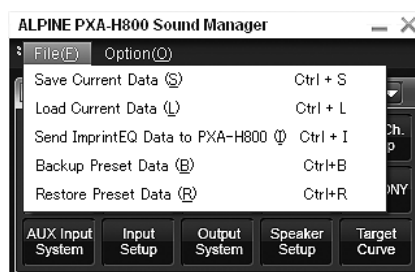 ALPINE PXA-H800 Sound Manager
File(F) Option(O)
Save Current Data (S) Ctrl + S
Load Current Data (L) Ctrl + L
Send ImprintEQ Data to PXA-H800 (I) Ctrl + I
Backup Preset Data (B) Ctrl+B
Restore Preset Data (R) Ctrl+R
Ch.
AUX Input System
Input Setup
Output System
Speaker Setup
Target Curve